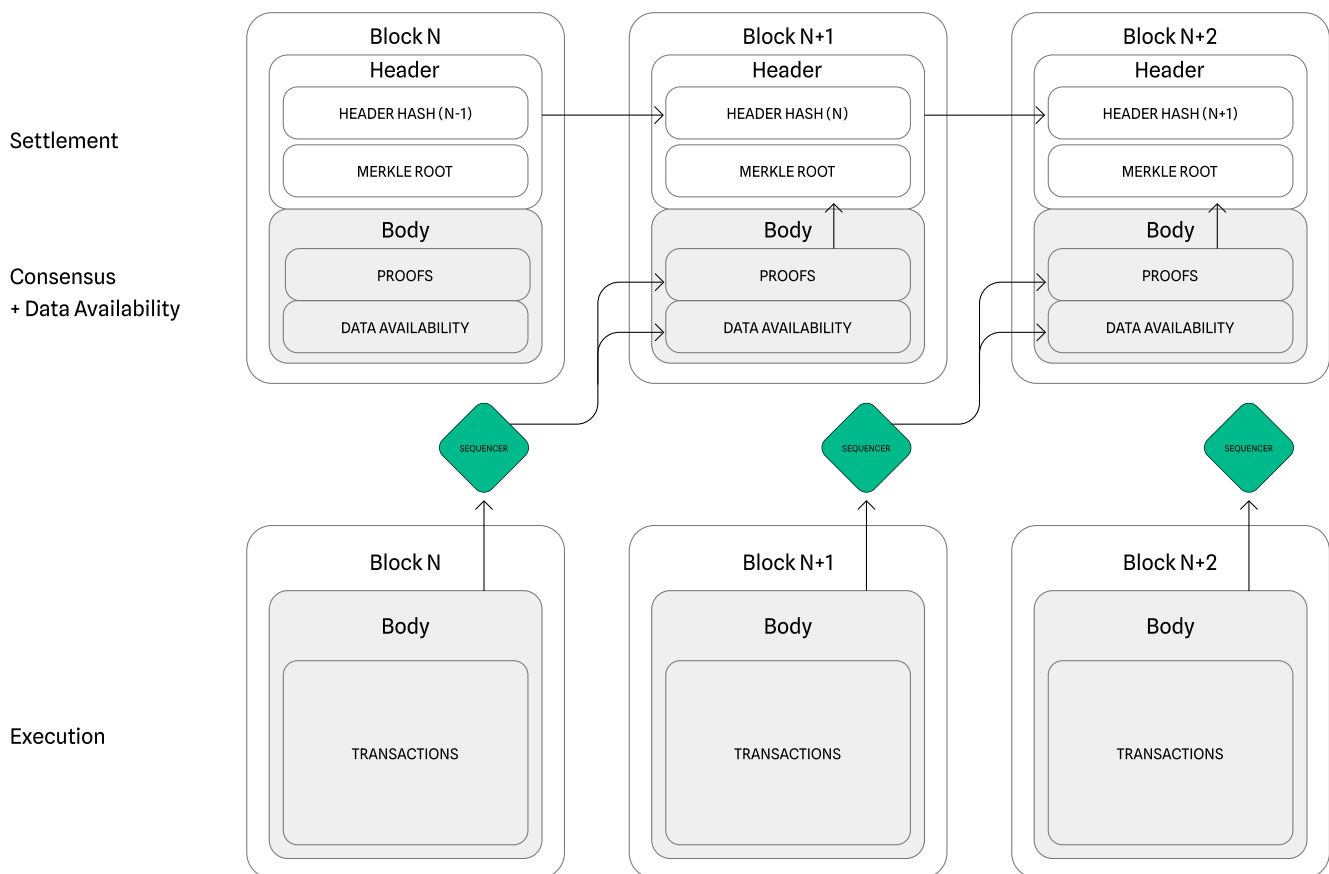 Block N
Block N+1
Block N+2
Header
Header
Header
Settlement
HEADER HASH (N-1)
HEADER HASH (N)
HEADER HASH (N+1)
MERKLE ROOT
MERKLE ROOT
MERKLE ROOT
Consensus
+ Data Availability
Body
Body
Body
PROOFS
PROOFS
PROOFS
DATA AVAILABILITY
DATA AVAILABILITY
DATA AVAILABILITY
SEQUENCER
SEQUENCER
SEQUENCER
Block N
Block N+1
Block N+2
Body
Body
Body
Execution
TRANSACTIONS
TRANSACTIONS
TRANSACTIONS